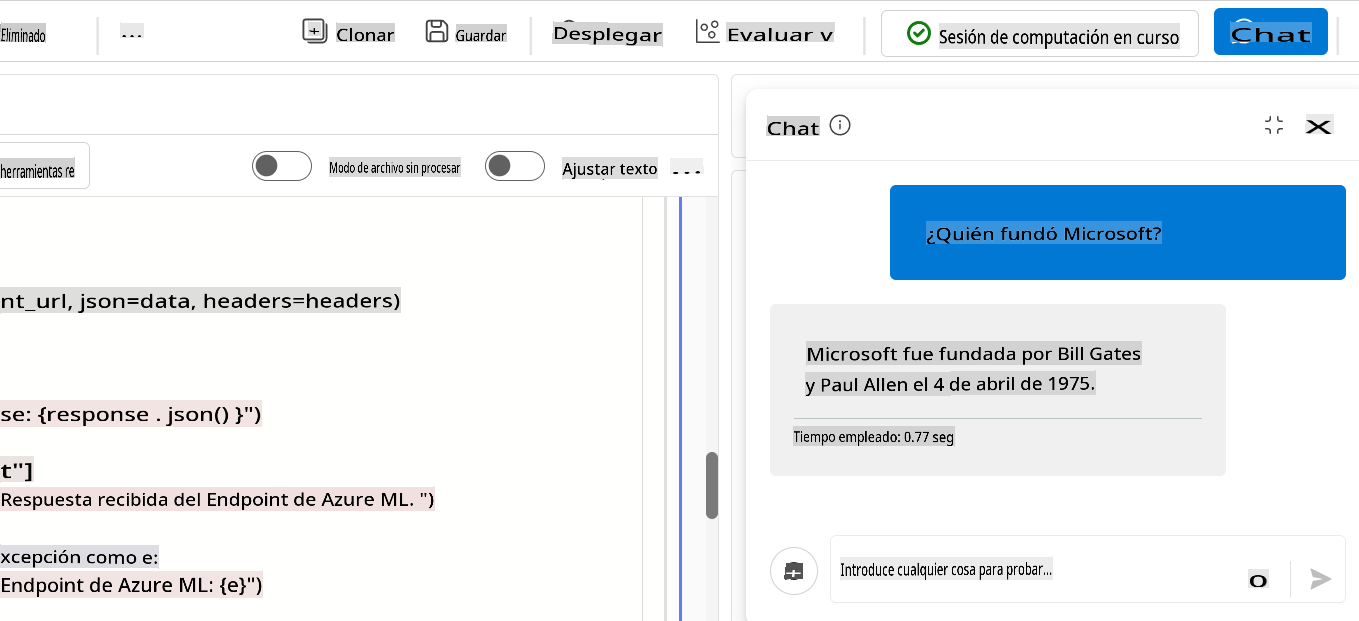 Eliminado
...
Clonar
Guardar
Desplegar
Evaluar v
Sesión de computación en curso
Chat
herramientas re
Modo de archivo sin procesar
Ajustar texto
...
nt_url, json=data, headers=headers)
se: {response . json() }")
t"]
Respuesta recibida del Endpoint de Azure ML. ")
xcepción como e:
Endpoint de Azure ML: {e}")
Chat
X
¿Quién fundó Microsoft?
Microsoft fue fundada por Bill Gates
y Paul Allen el 4 de abril de 1975.
Tiempo empleado: 0.77 seg
Introduce cualquier cosa para probar...
O